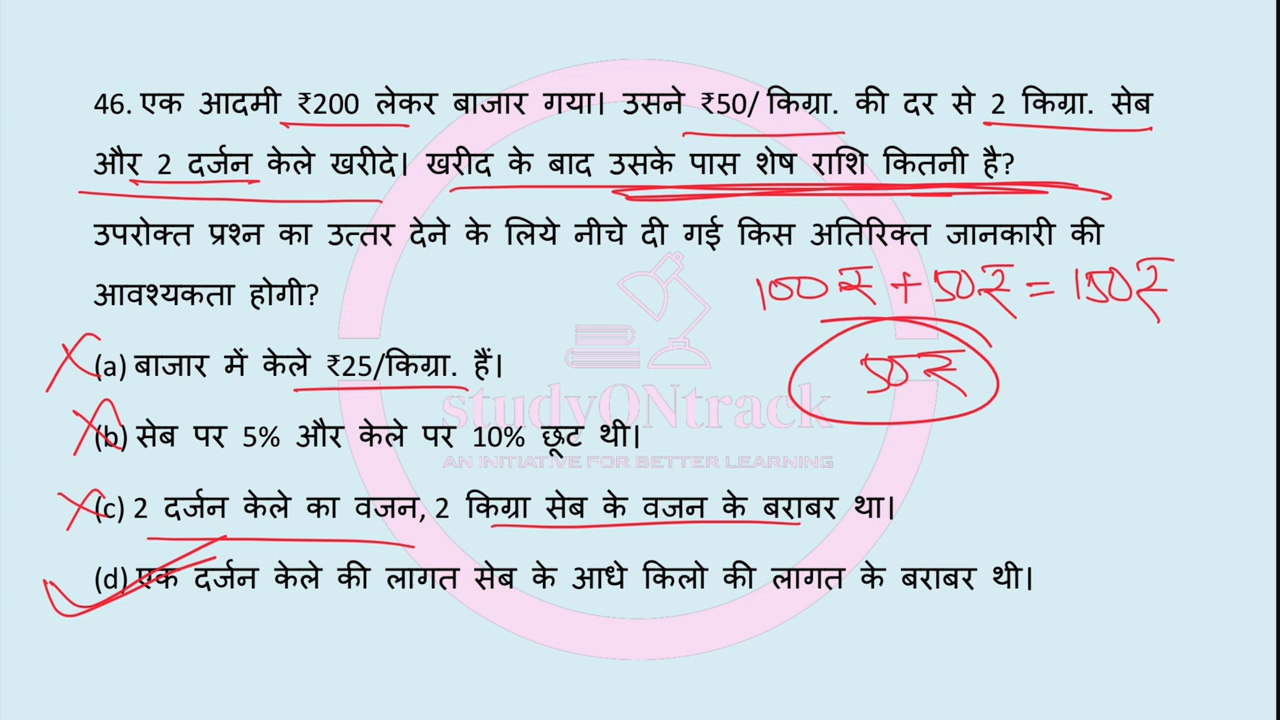 46. एक आदमी ₹200 लेकर बाजार गया। उसने ₹50/ किग्रा. की दर से 2 किग्रा. सेब
और 2 दर्जन केले खरीदे। खरीद के बाद उसके पास शेष राशि कितनी है?
उपरोक्त प्रश्न का उत्तर देने के लिये नीचे दी गई किस अतिरिक्त जानकारी की
आवश्यकता होगी?
100₹ + 50₹ = 150₹
50₹
(a) बाजार में केले ₹25/किग्रा. हैं।
(b) सेब पर 5% और केले पर 10% छूट थी।
(c) 2 दर्जन केले का वजन, 2 किग्रा सेब के वजन के बराबर था।
(d) एक दर्जन केले की लागत सेब के आधे किलो की लागत के बराबर थी।
studyONtrack
AN INITIATIVE FOR BETTER LEARNING